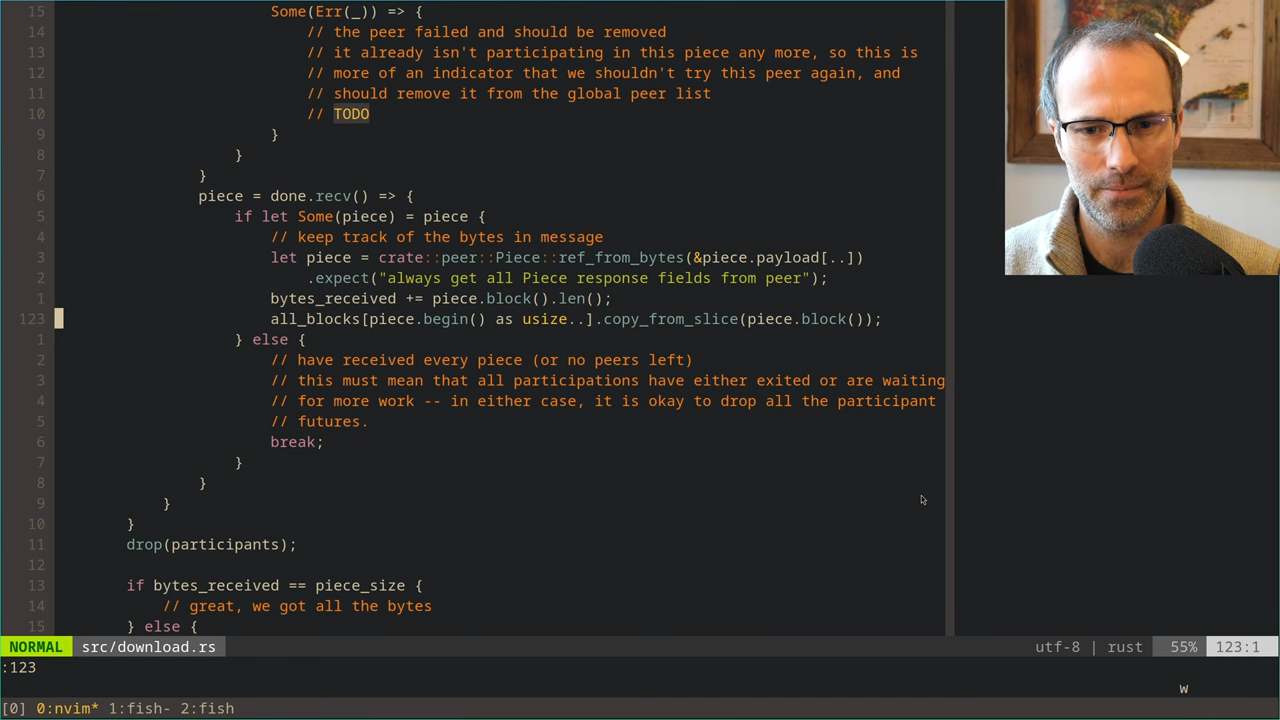 15 Some(Err(_)) => {
14 // the peer failed and should be removed
13 // it already isn't participating in this piece any more, so this is
12 // more of an indicator that we shouldn't try this peer again, and
11 // should remove it from the global peer list
10 // TODO
9 }
8 }
7 }
6 piece = done.recv() => {
5 if let Some(piece) = piece {
4 // keep track of the bytes in message
3 let piece = crate::peer::Piece::ref_from_bytes(&piece.payload[..])
2 .expect("always get all Piece response fields from peer");
1 bytes_received += piece.block().len();
123 all_blocks[piece.begin() as usize..].copy_from_slice(piece.block());
1 } else {
2 // have received every piece (or no peers left)
3 // this must mean that all participations have either exited or are waiting
4 // for more work -- in either case, it is okay to drop all the participant
5 // futures.
6 break;
7 }
8 }
9 }
10 }
11 drop(participants);
12
13 if bytes_received == piece_size {
14 // great, we got all the bytes
15 } else {
NORMAL src/download.rs utf-8 | rust 55% 123:1
:123
w
[0] 0:nvim* 1:fish- 2:fish